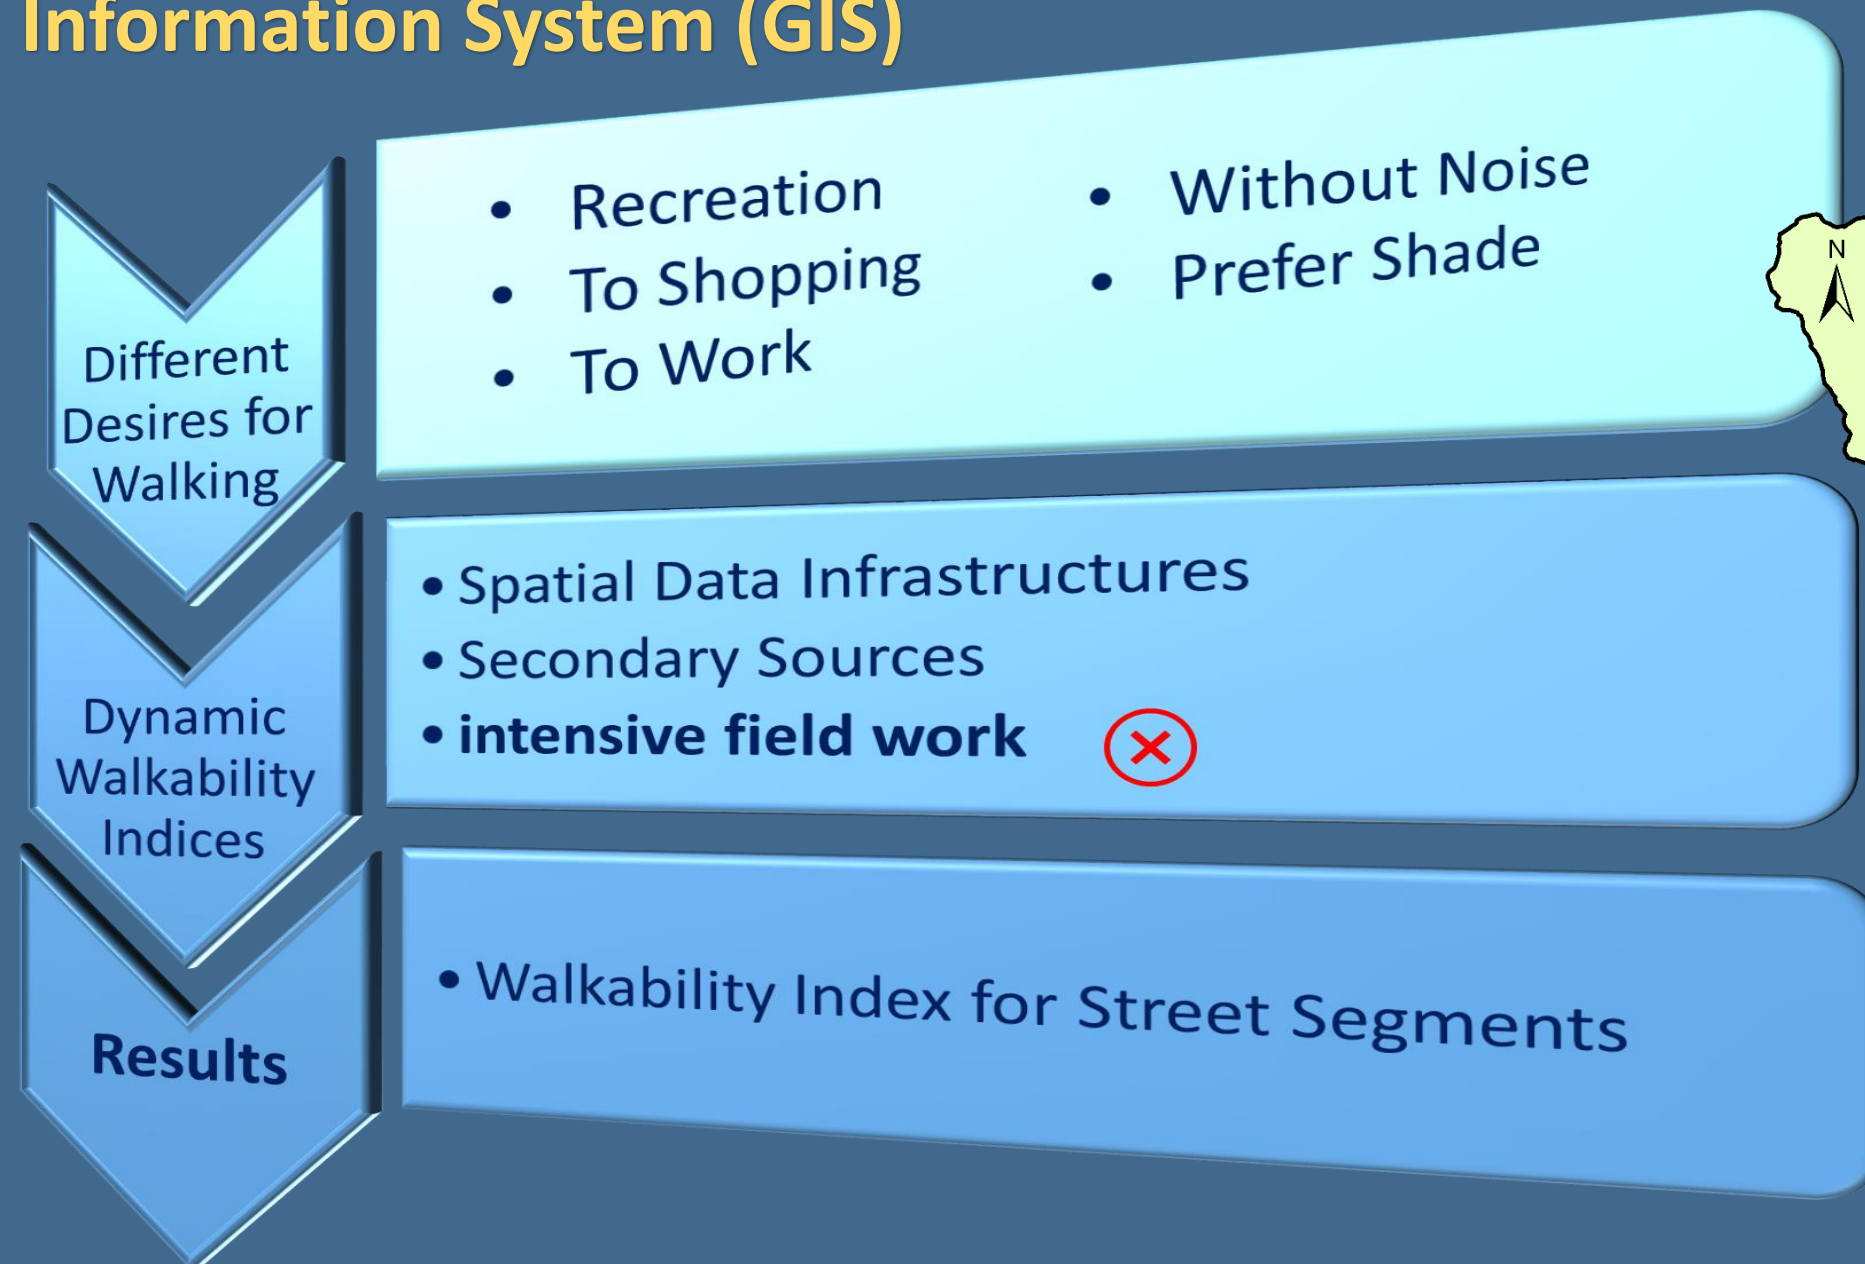 Information System (GIS)
Different
Desires for
Walking
• Recreation
• To Shopping
• To Work
• Without Noise
• Prefer Shade
N
Dynamic
Walkability
Indices
• Spatial Data Infrastructures
• Secondary Sources
• intensive field work
Results
• Walkability Index for Street Segments